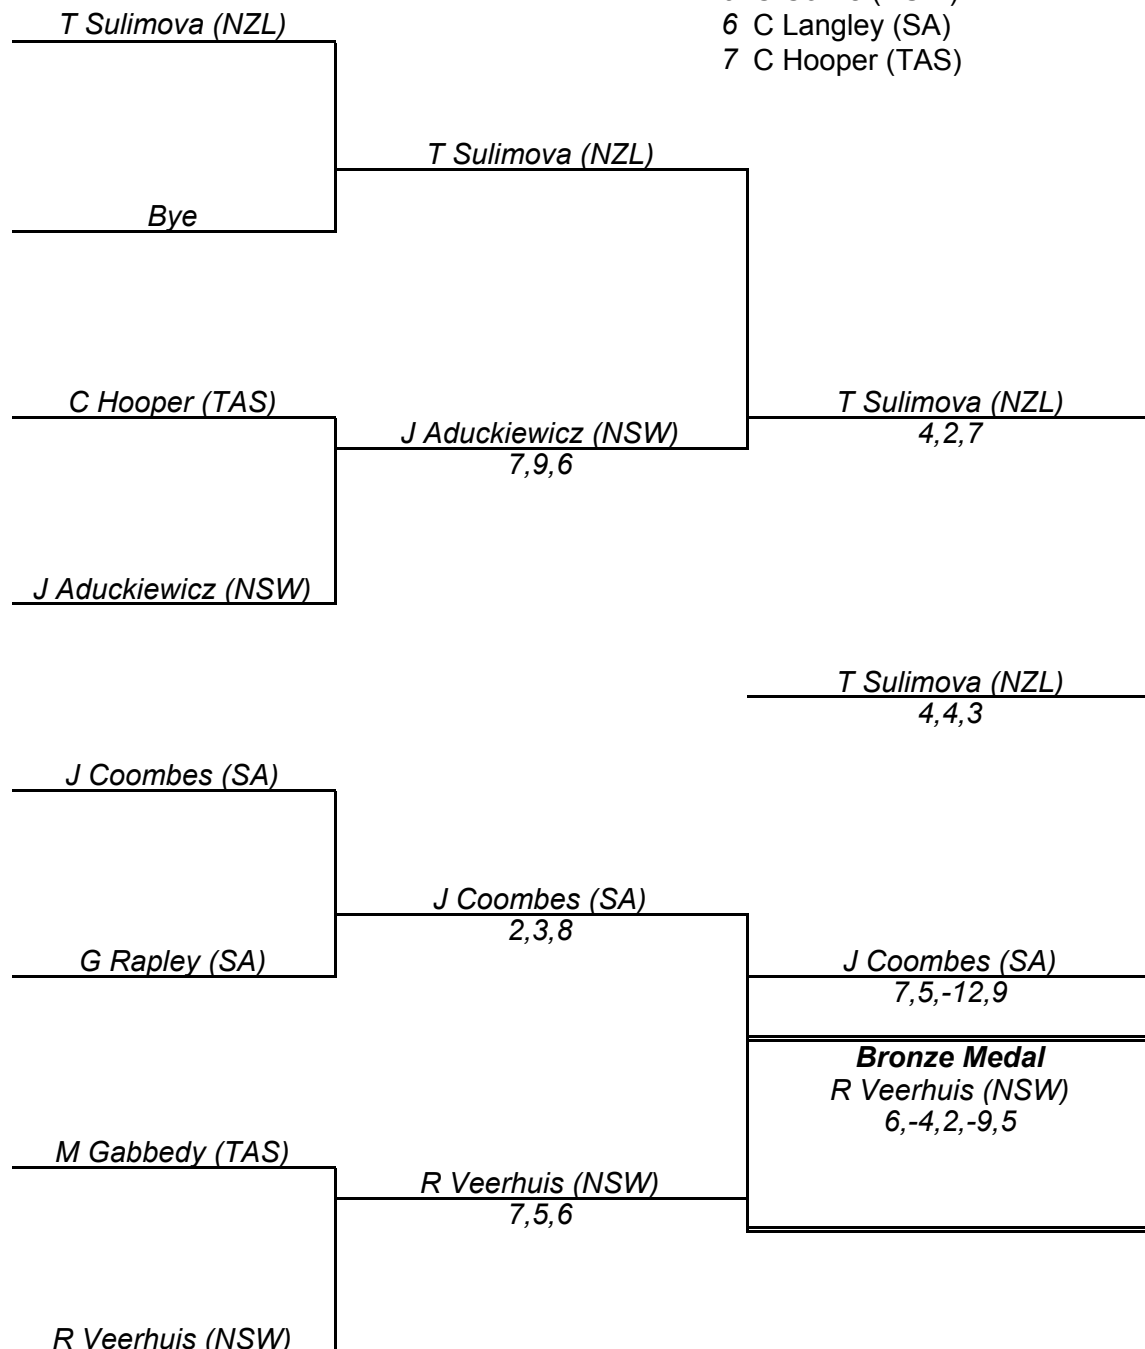 T Sulimova (NZL)
6 C Langley (SA)
7 C Hooper (TAS)
T Sulimova (NZL)
Bye
C Hooper (TAS)
T Sulimova (NZL)
4,2,7
J Aduckiewicz (NSW)
7,9,6
J Aduckiewicz (NSW)
T Sulimova (NZL)
4,4,3
J Coombes (SA)
J Coombes (SA)
2,3,8
G Rapley (SA)
J Coombes (SA)
7,5,-12,9
Bronze Medal
R Veerhuis (NSW)
6,-4,2,-9,5
M Gabbedy (TAS)
R Veerhuis (NSW)
7,5,6
R Veerhuis (NSW)